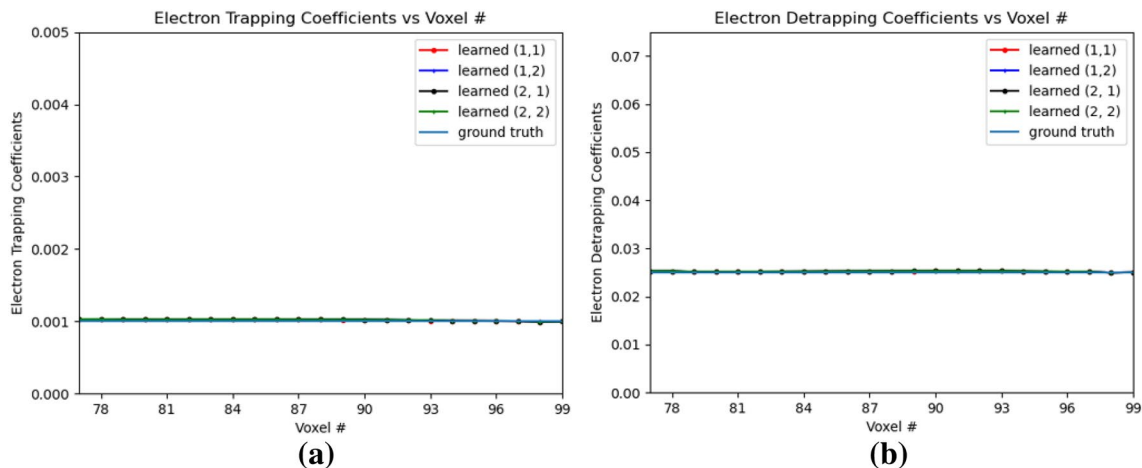 Electron Trapping Coefficients vs Voxel #
Electron Trapping Coefficients
0.005
0.004
0.003
0.002
0.001
0.000
learned (1,1)
learned (1,2)
learned (2, 1)
learned (2, 2)
ground truth
78 81 84 87 90 93 96 99
Voxel #
(a)
Electron Detrapping Coefficients vs Voxel #
Electron Detrapping Coefficients
0.07
0.06
0.05
0.04
0.03
0.02
0.01
0.00
learned (1,1)
learned (1,2)
learned (2, 1)
learned (2, 2)
ground truth
78 81 84 87 90 93 96 99
Voxel #
(b)